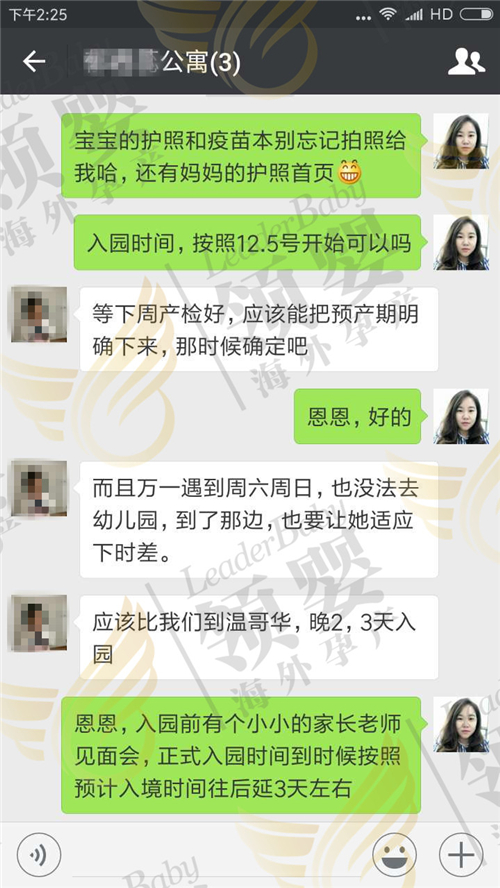 下午2:25
HD
公寓(3)
宝宝的护照和疫苗本别忘记拍照给
我哈，还有妈妈的护照首页
入园时间，按照12.5号开始可以吗
等下周产检好，应该能把预产期明
确下来，那时候确定吧
恩恩，好的
而且万一遇到周六周日，也没法去
幼儿园，到了那边，也要让她适应
下时差。
应该比我们到温哥华，晚2，3天入
园
恩恩，入园前有个小小的家长老师
见面会，正式入园时间到时候按照
预计入境时间往后延3天左右
LeaderBaby
领婴
海外孕产